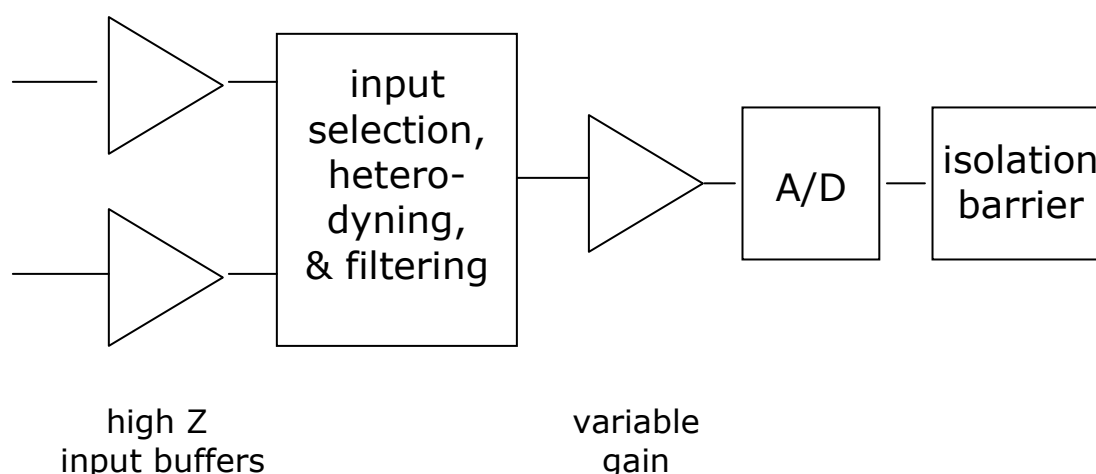 input
selection,
hetero-
dyning,
& filtering
A/D
isolation
barrier
high Z
input buffers
variable
gain